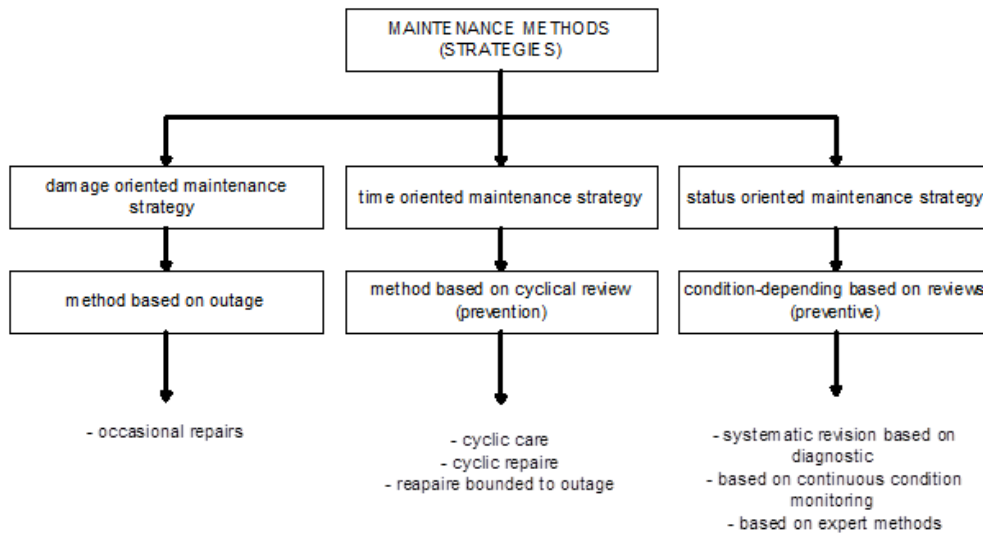 MAINTENANCE METHODS
(STRATEGIES)
damage oriented maintenance
strategy
time oriented maintenance strategy
status oriented maintenance strategy
method based on outage
method based on cyclical review
(prevention)
condition-depending based on reviews
(preventive)
- occasional repairs
- cyclic care
- cyclic repaire
- reapaire bounded to outage
- systematic revision based on
diagnostic
- based on continuous condition
monitoring
- based on expert methods